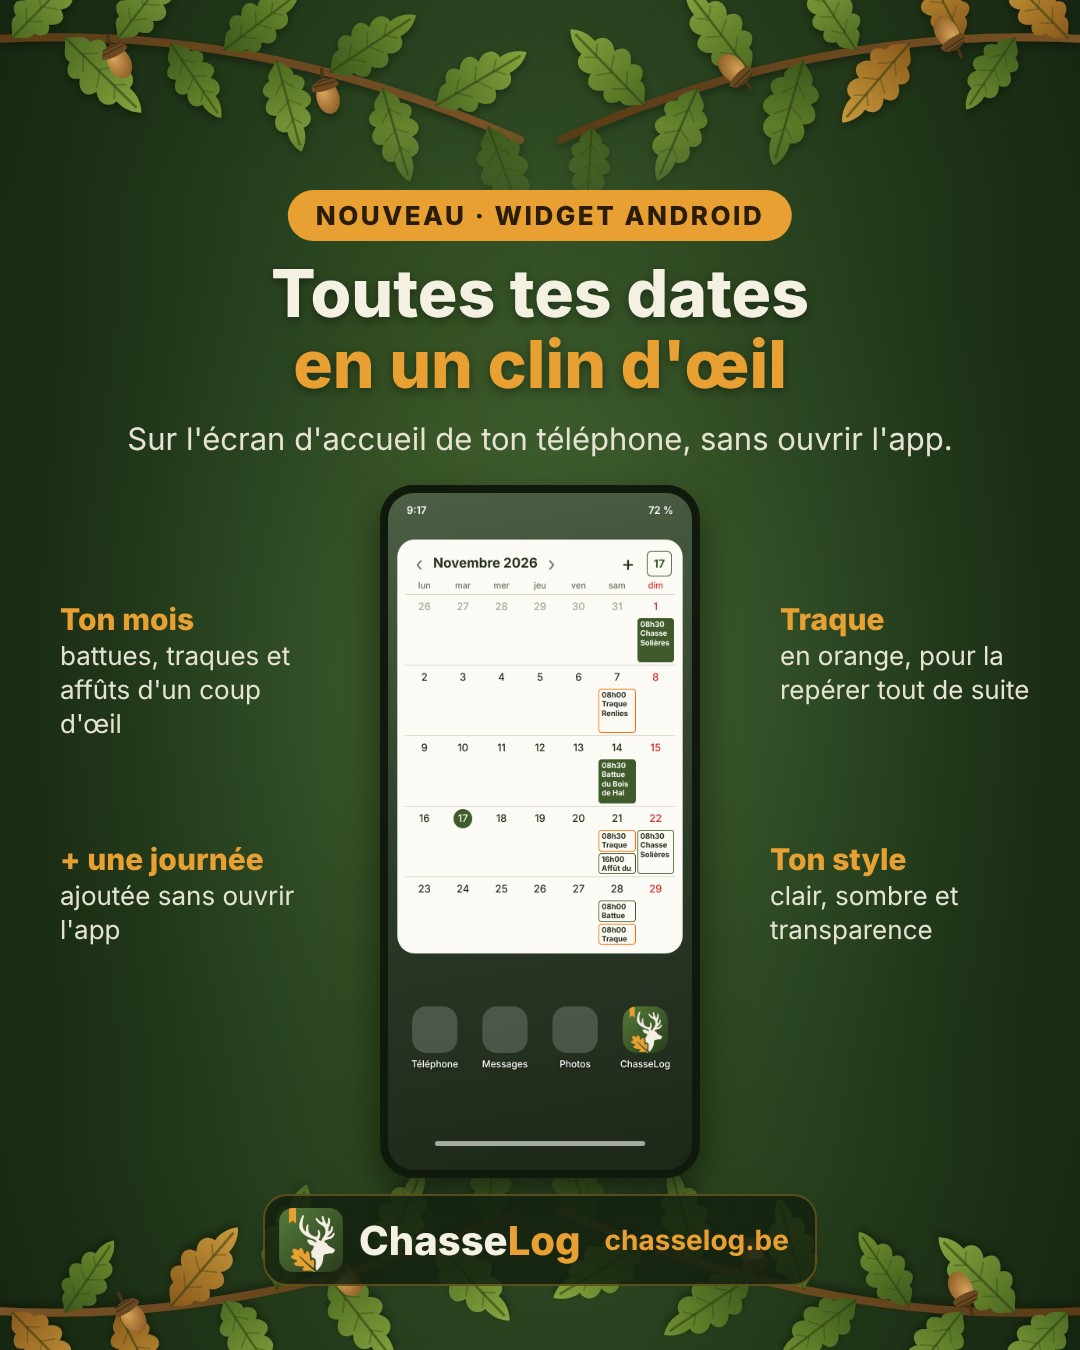 NOUVEAU · WIDGET ANDROID
Toutes tes dates
en un clin d'œil
Sur l'écran d'accueil de ton téléphone, sans ouvrir l'app.
9:17 72 %
‹ Novembre 2026 › + 17
lun mar mer jeu ven sam dim
26 27 28 29 30 31 1
08h30
Chasse
Solières
2 3 4 5 6 7 8
08h00
Traque
Renlies
9 10 11 12 13 14 15
08h30
Battue
du Bois
de Hal
16 17 18 19 20 21 22
08h30
Traque
16h00
Affût du
08h30
Chasse
Solières
23 24 25 26 27 28 29
08h00
Battue
08h00
Traque
Téléphone Messages Photos ChasseLog
Ton mois
battues, traques et
affûts d'un coup
d'œil
+ une journée
ajoutée sans ouvrir
l'app
Traque
en orange, pour la
repérer tout de suite
Ton style
clair, sombre et
transparence
ChasseLog chasselog.be